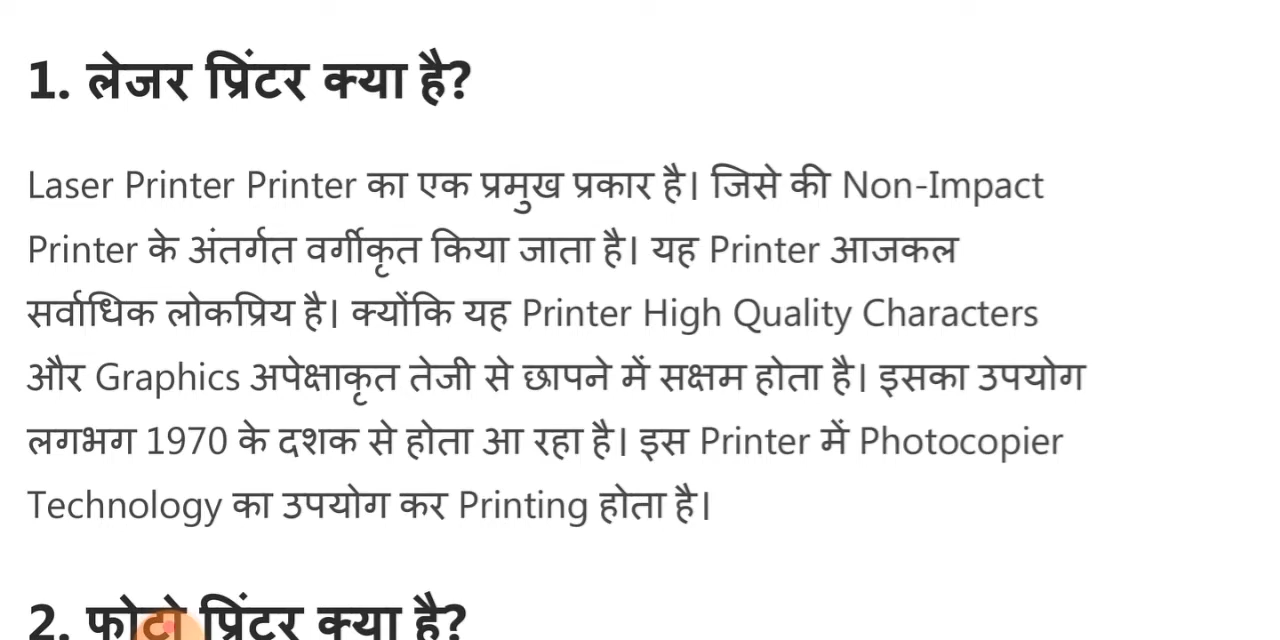 1. लेजर प्रिंटर क्या है?
Laser Printer Printer का एक प्रमुख प्रकार है। जिसे की Non-Impact
Printer के अंतर्गत वर्गीकृत किया जाता है। यह Printer आजकल
सर्वाधिक लोकप्रिय है। क्योंकि यह Printer High Quality Characters
और Graphics अपेक्षाकृत तेजी से छापने में सक्षम होता है। इसका उपयोग
लगभग 1970 के दशक से होता आ रहा है। इस Printer में Photocopier
Technology का उपयोग कर Printing होता है।
2. फोटो प्रिंटर क्या है?